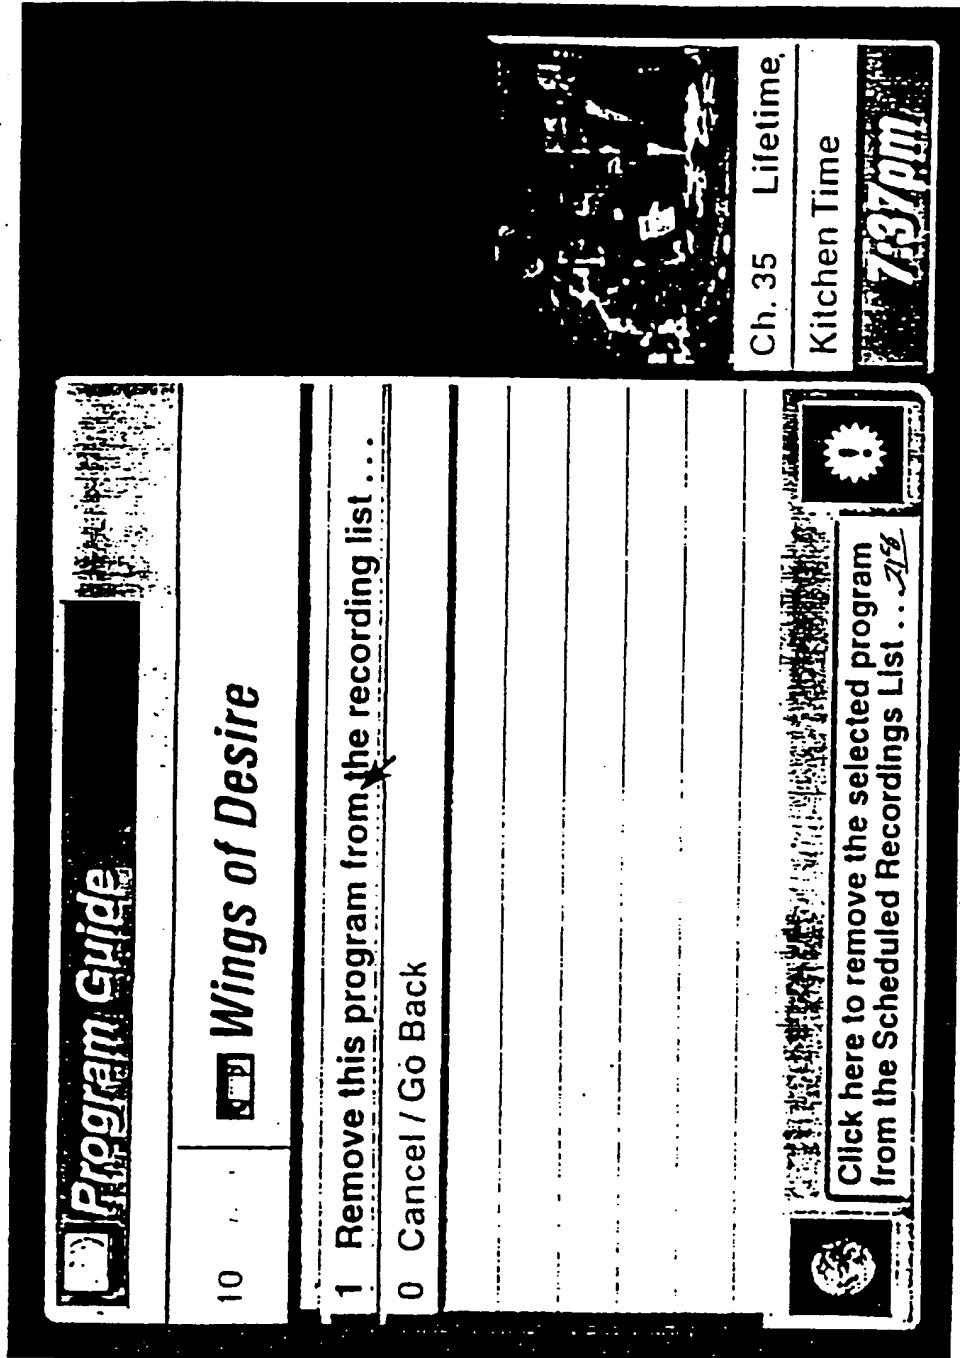 Program Guide
10
Wings of Desire
1 Remove this program from the recording list...
0 Cancel / Go Back
Click here to remove the selected program
from the Scheduled Recordings List...
218
Ch. 35 Lifetime
Kitchen Time
7:37pm